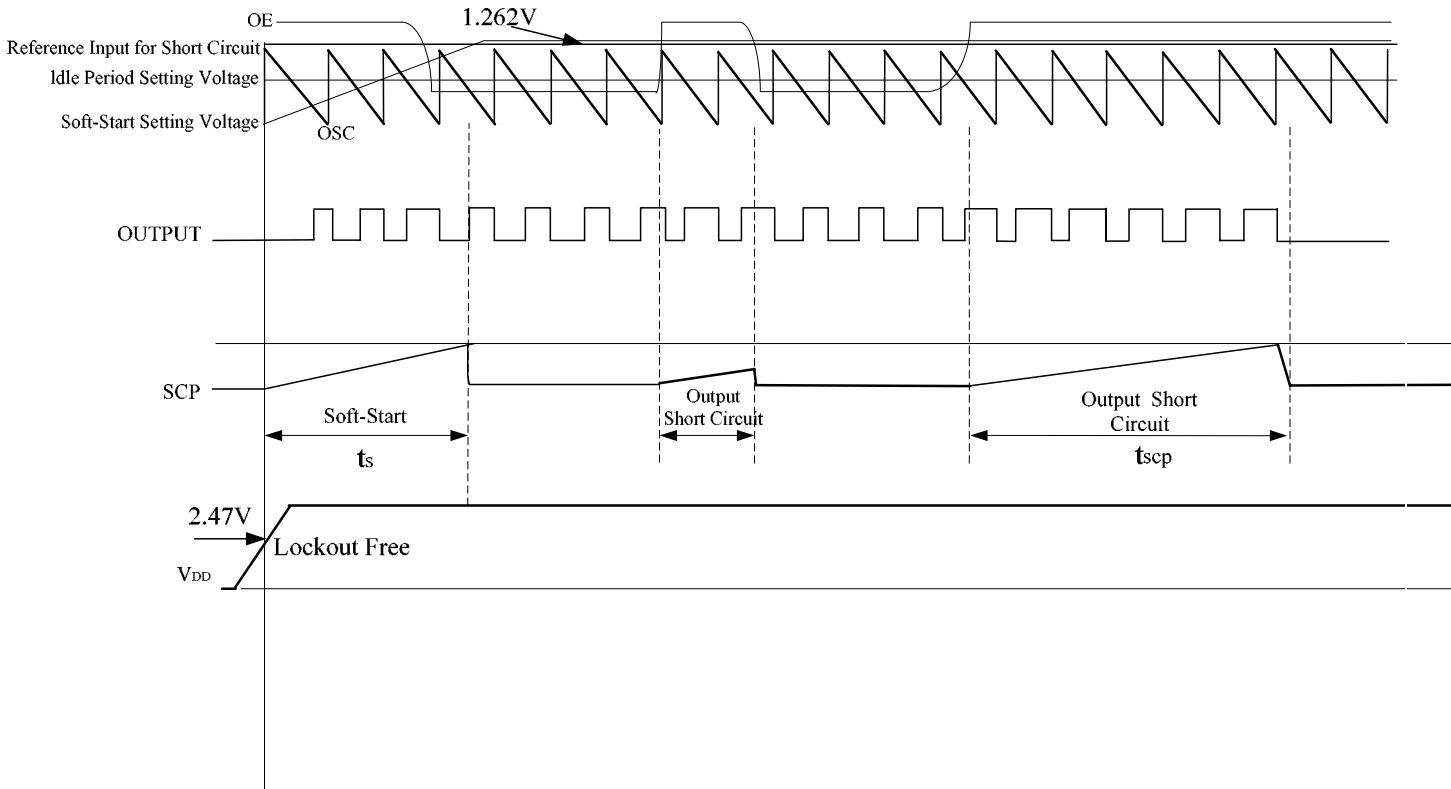 OE
1.262V
Reference Input for Short Circuit
Idle Period Setting Voltage
Soft-Start Setting Voltage
OSC
OUTPUT
SCP
Soft-Start
ts
Output
Short Circuit
Output Short
Circuit
tscp
2.47V
Lockout Free
VDD